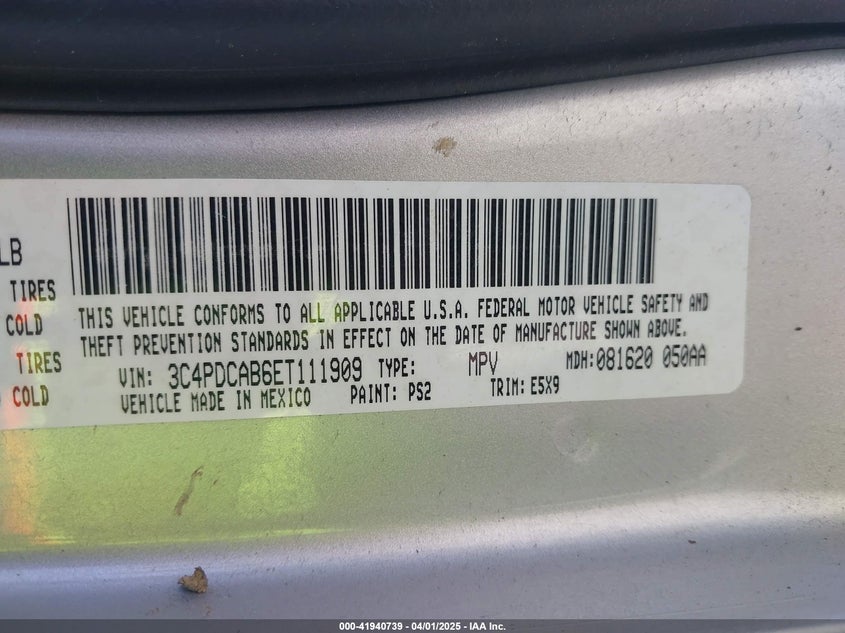 LB
TIRES
COLD
TIRES
COLD
THIS VEHICLE CONFORMS TO ALL APPLICABLE U.S.A. FEDERAL MOTOR VEHICLE SAFETY AND
THEFT PREVENTION STANDARDS IN EFFECT ON THE DATE OF MANUFACTURE SHOWN ABOVE.
VIN: 3C4PDCAB6ET111909 TYPE: MPV MDH:081620 050AA
VEHICLE MADE IN MEXICO PAINT: PS2 TRIM: E5X9
000-41940739 - 04/01/2025 - IAA Inc.